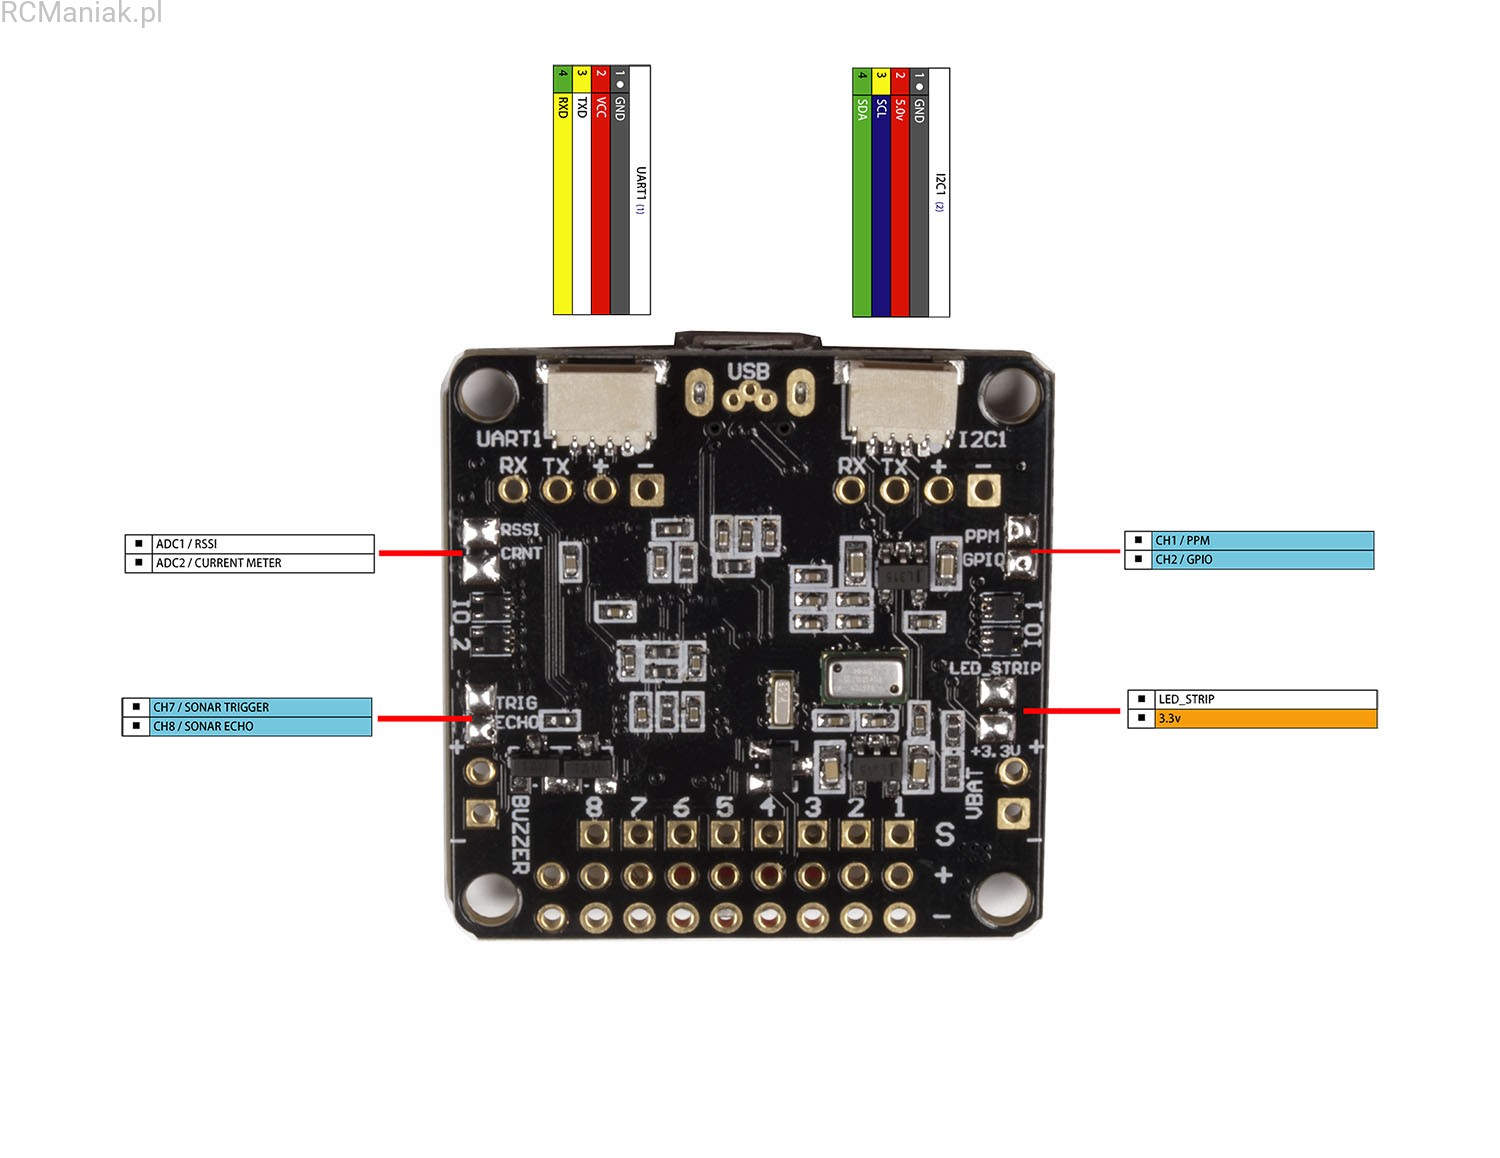 RCManiak.pl
4 RXD
3 TXD
2 VCC
1 GND
UART1 (1)
4 SDA
3 SCL
2 5.0v
1 GND
I2C1 (2)
USB
UART1
I2C1
RX TX + -
RX TX + -
RSSI
CRNT
PPM
GPIO
ADC1 / RSSI
ADC2 / CURRENT METER
CH1 / PPM
CH2 / GPIO
IO_2
IO_1
LED_STRIP
TRIG
ECHO
CH7 / SONAR TRIGGER
CH8 / SONAR ECHO
LED_STRIP
3.3v
+
+3.3V +
VBAT
BUZZER
8 7 6 5 4 3 2 1
S
- -
+
-